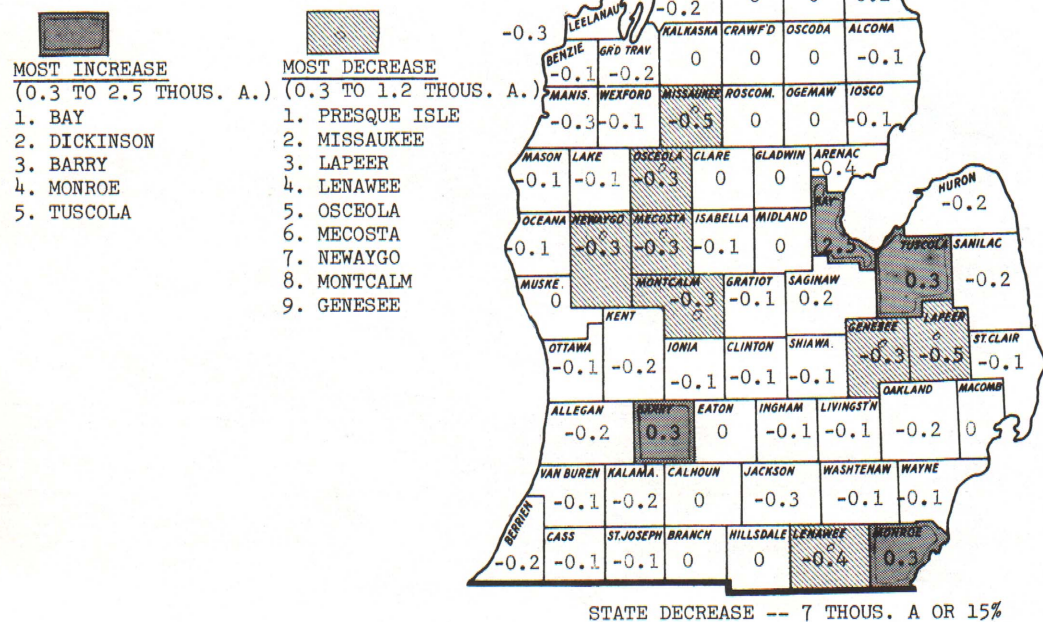 MOST INCREASE
(0.3 TO 2.5 THOUS. A.)
1. BAY
2. DICKINSON
3. BARRY
4. MONROE
5. TUSCOLA
MOST DECREASE
(0.3 TO 1.2 THOUS. A.)
1. PRESQUE ISLE
2. MISSAUKEE
3. LAPEER
4. LENAWEE
5. OSCEOLA
6. MECOSTA
7. NEWAYGO
8. MONTCALM
9. GENESEE
-0.3
LEELANAU
-0.2
KALKASKA CRAWF'D OSCODA ALCONA
0 0 0 -0.1
BENZIE GR'D TRAV
-0.1 -0.2
MANIS. WEXFORD MISSAUKEE ROSCOM. OGEMAW IOSCO
-0.3 -0.1 -0.5 0 0 -0.1
MASON LAKE OSCEOLA CLARE GLADWIN ARENAC
-0.1 -0.1 -0.3 0 0 -0.4
HURON
-0.2
OCEANA NEWAYGO MECOSTA ISABELLA MIDLAND BAY
-0.1 -0.3 -0.3 -0.1 0 2.5
TUSCOLA SANILAC
0.3 -0.2
MUSKE. MONTCALM GRATIOT SAGINAW
0 -0.3 -0.1 0.2
KENT GENESEE LAPEER
-0.2 -0.3 -0.5
OTTAWA IONIA CLINTON SHIAWA. ST.CLAIR
-0.1 -0.1 -0.1 -0.1 -0.1
ALLEGAN BARRY EATON INGHAM LIVINGST'N OAKLAND MACOMB
-0.2 0.3 0 -0.1 -0.1 -0.2 0
VAN BUREN KALAMA. CALHOUN JACKSON WASHTENAW WAYNE
-0.1 -0.2 0 -0.3 -0.1 -0.1
BERRIEN CASS ST.JOSEPH BRANCH HILLSDALE LENAWEE MONROE
-0.2 -0.1 -0.1 0 0 -0.4 0.3
STATE DECREASE -- 7 THOUS. A OR 15%